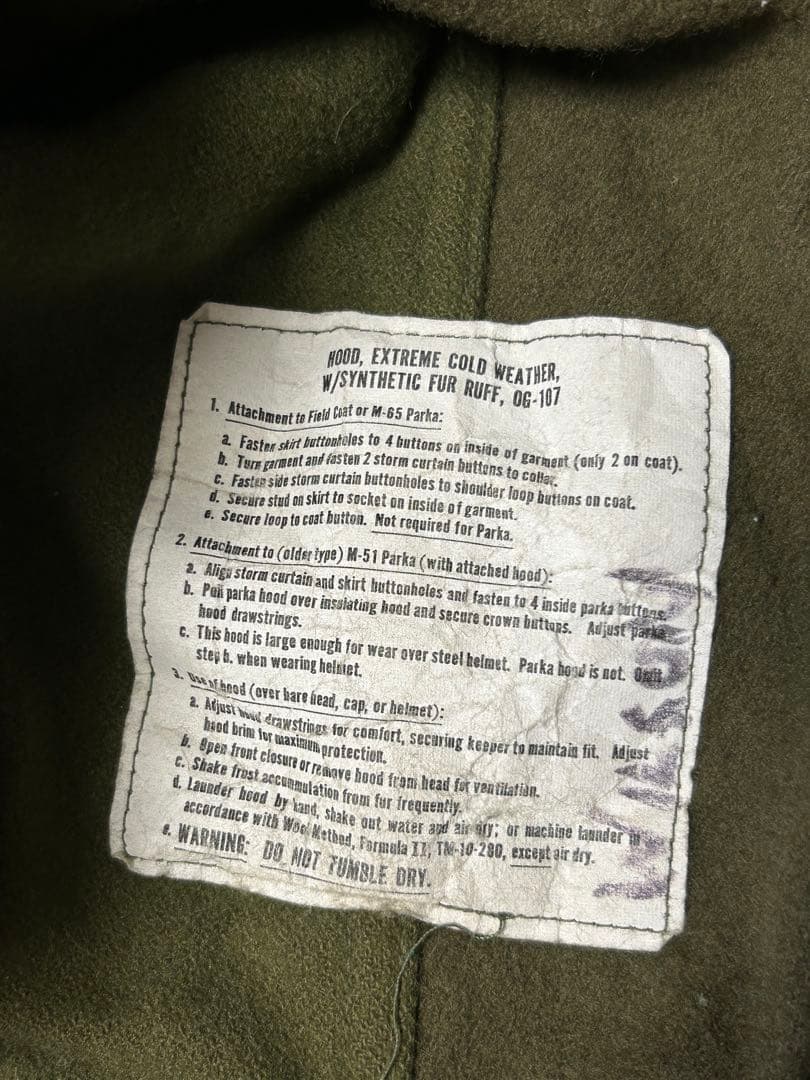 HOOD, EXTREME COLD WEATHER,
W/SYNTHETIC FUR RUFF, OG-107
1. Attachment to Field Coat or M-65 Parka:
a. Fasten skirt buttonholes to 4 buttons on inside of garment (only 2 on coat).
b. Turn garment and fasten 2 storm curtain buttons to collar.
c. Fasten side storm curtain buttonholes to shoulder loop buttons on coat.
d. Secure stud on skirt to socket on inside of garment.
e. Secure loop to coat button. Not required for Parka.
2. Attachment to (older type) M-51 Parka (with attached hood):
a. Align storm curtain and skirt buttonholes and fasten to 4 inside parka buttons.
b. Pull parka hood over insulating hood and secure crown buttons. Adjust parka
hood drawstrings.
c. This hood is large enough for wear over steel helmet. Parka hood is not. Omit
step b. when wearing helmet.
3. Use of hood (over bare head, cap, or helmet):
a. Adjust hood drawstrings for comfort, securing keeper to maintain fit. Adjust
hood brim for maximum protection.
b. Open front closure or remove hood from head for ventilation.
c. Shake frost accumulation from fur frequently.
d. Launder hood by hand, shake out water and air dry; or machine launder in
accordance with Wool Method, Formula II, TM-10-280, except air dry.
e. WARNING: DO NOT TUMBLE DRY.
WILSON